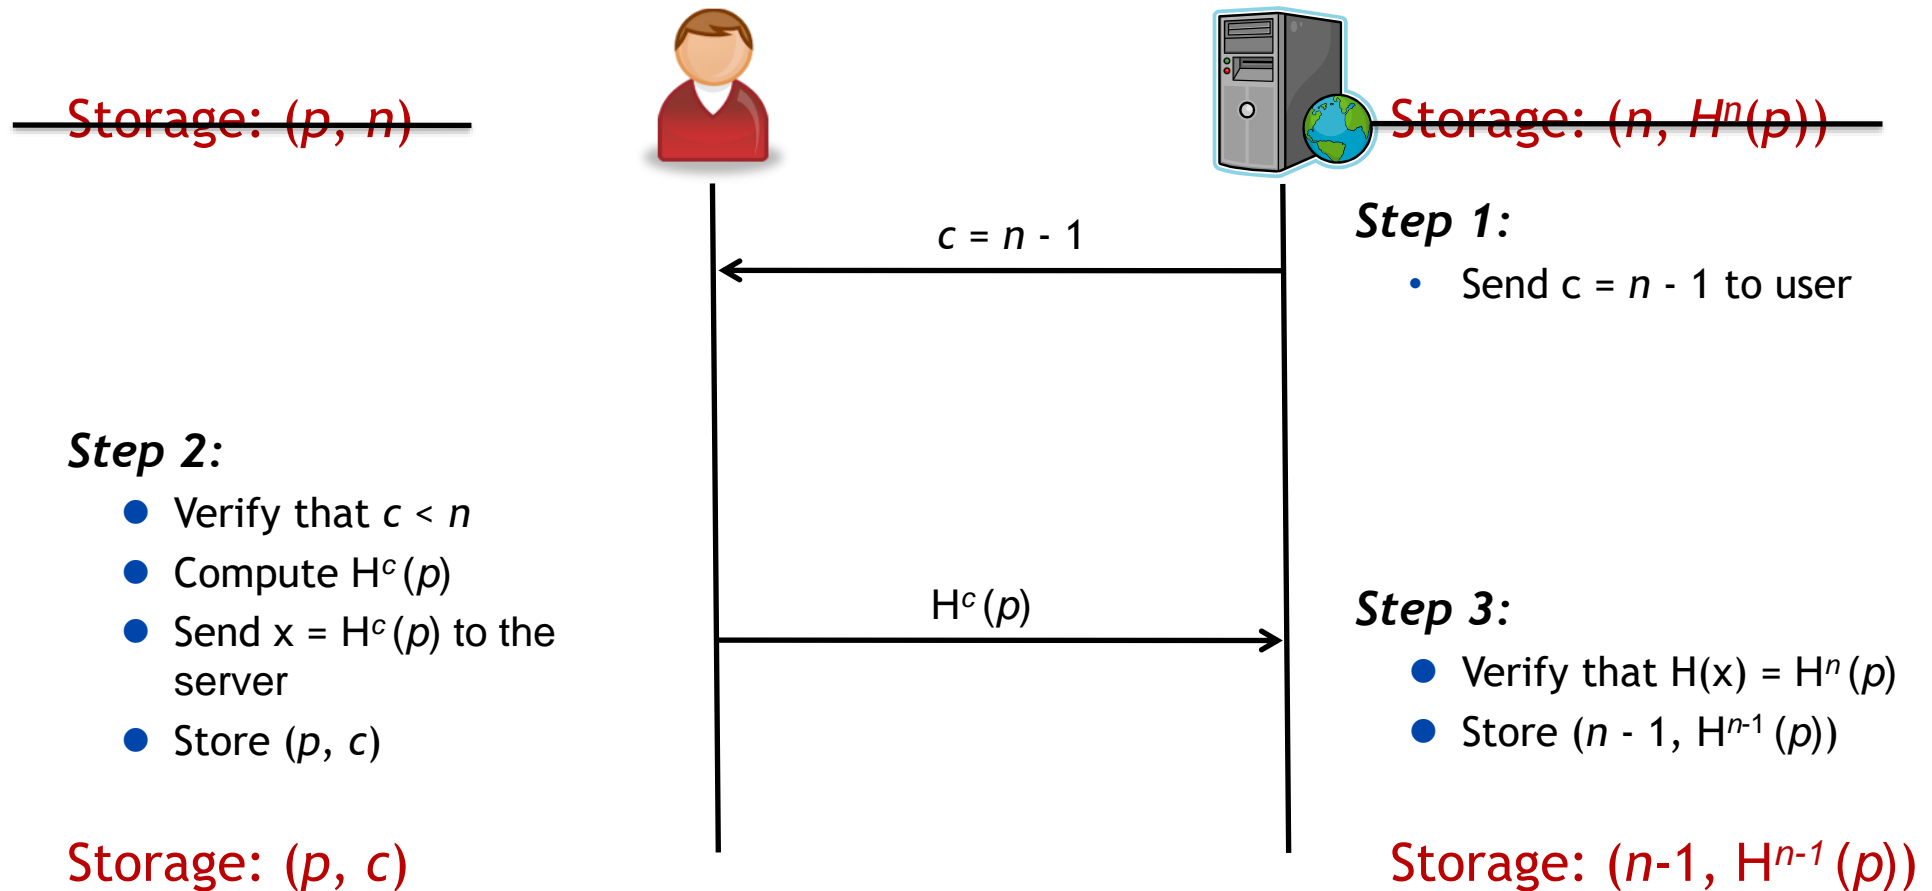 Storage: (p, n)
Storage: (n, Hⁿ(p))
c = n - 1
Step 1:
• Send c = n - 1 to user
Step 2:
● Verify that c < n
● Compute Hᶜ(p)
● Send x = Hᶜ(p) to the
server
● Store (p, c)
Hᶜ(p)
Step 3:
● Verify that H(x) = Hⁿ(p)
● Store (n - 1, Hⁿ⁻¹(p))
Storage: (p, c)
Storage: (n-1, Hⁿ⁻¹(p))